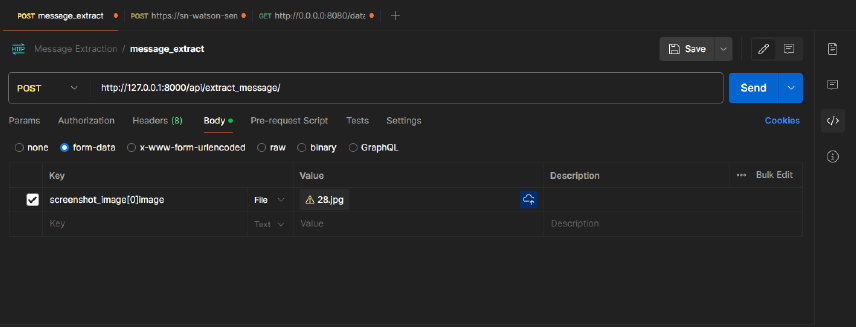 POST message_extract POST https://sn-watson-sen GET http://0.0.0.0:8080/data
HTTP Message Extraction / message_extract Save
POST http://127.0.0.1:8000/api/extract_message/ Send
Params Authorization Headers (8) Body Pre-request Script Tests Settings Cookies
none form-data x-www-form-urlencoded raw binary GraphQL
Key Value Description Bulk Edit
screenshot_image[0]image File 28.jpg
Key Text Value Description